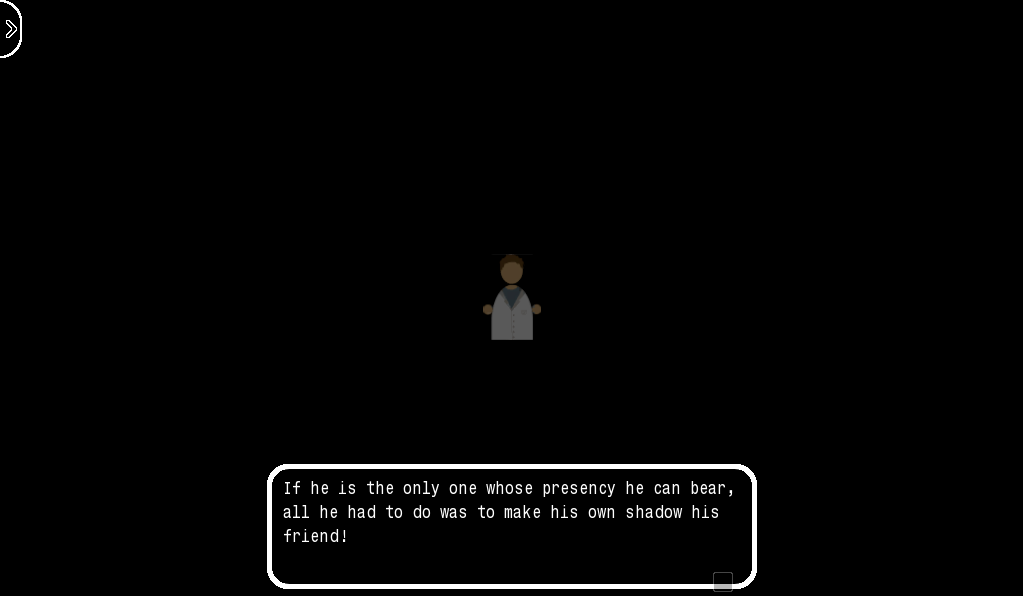 If he is the only one whose presency he can bear,
all he had to do was to make his own shadow his
friend!